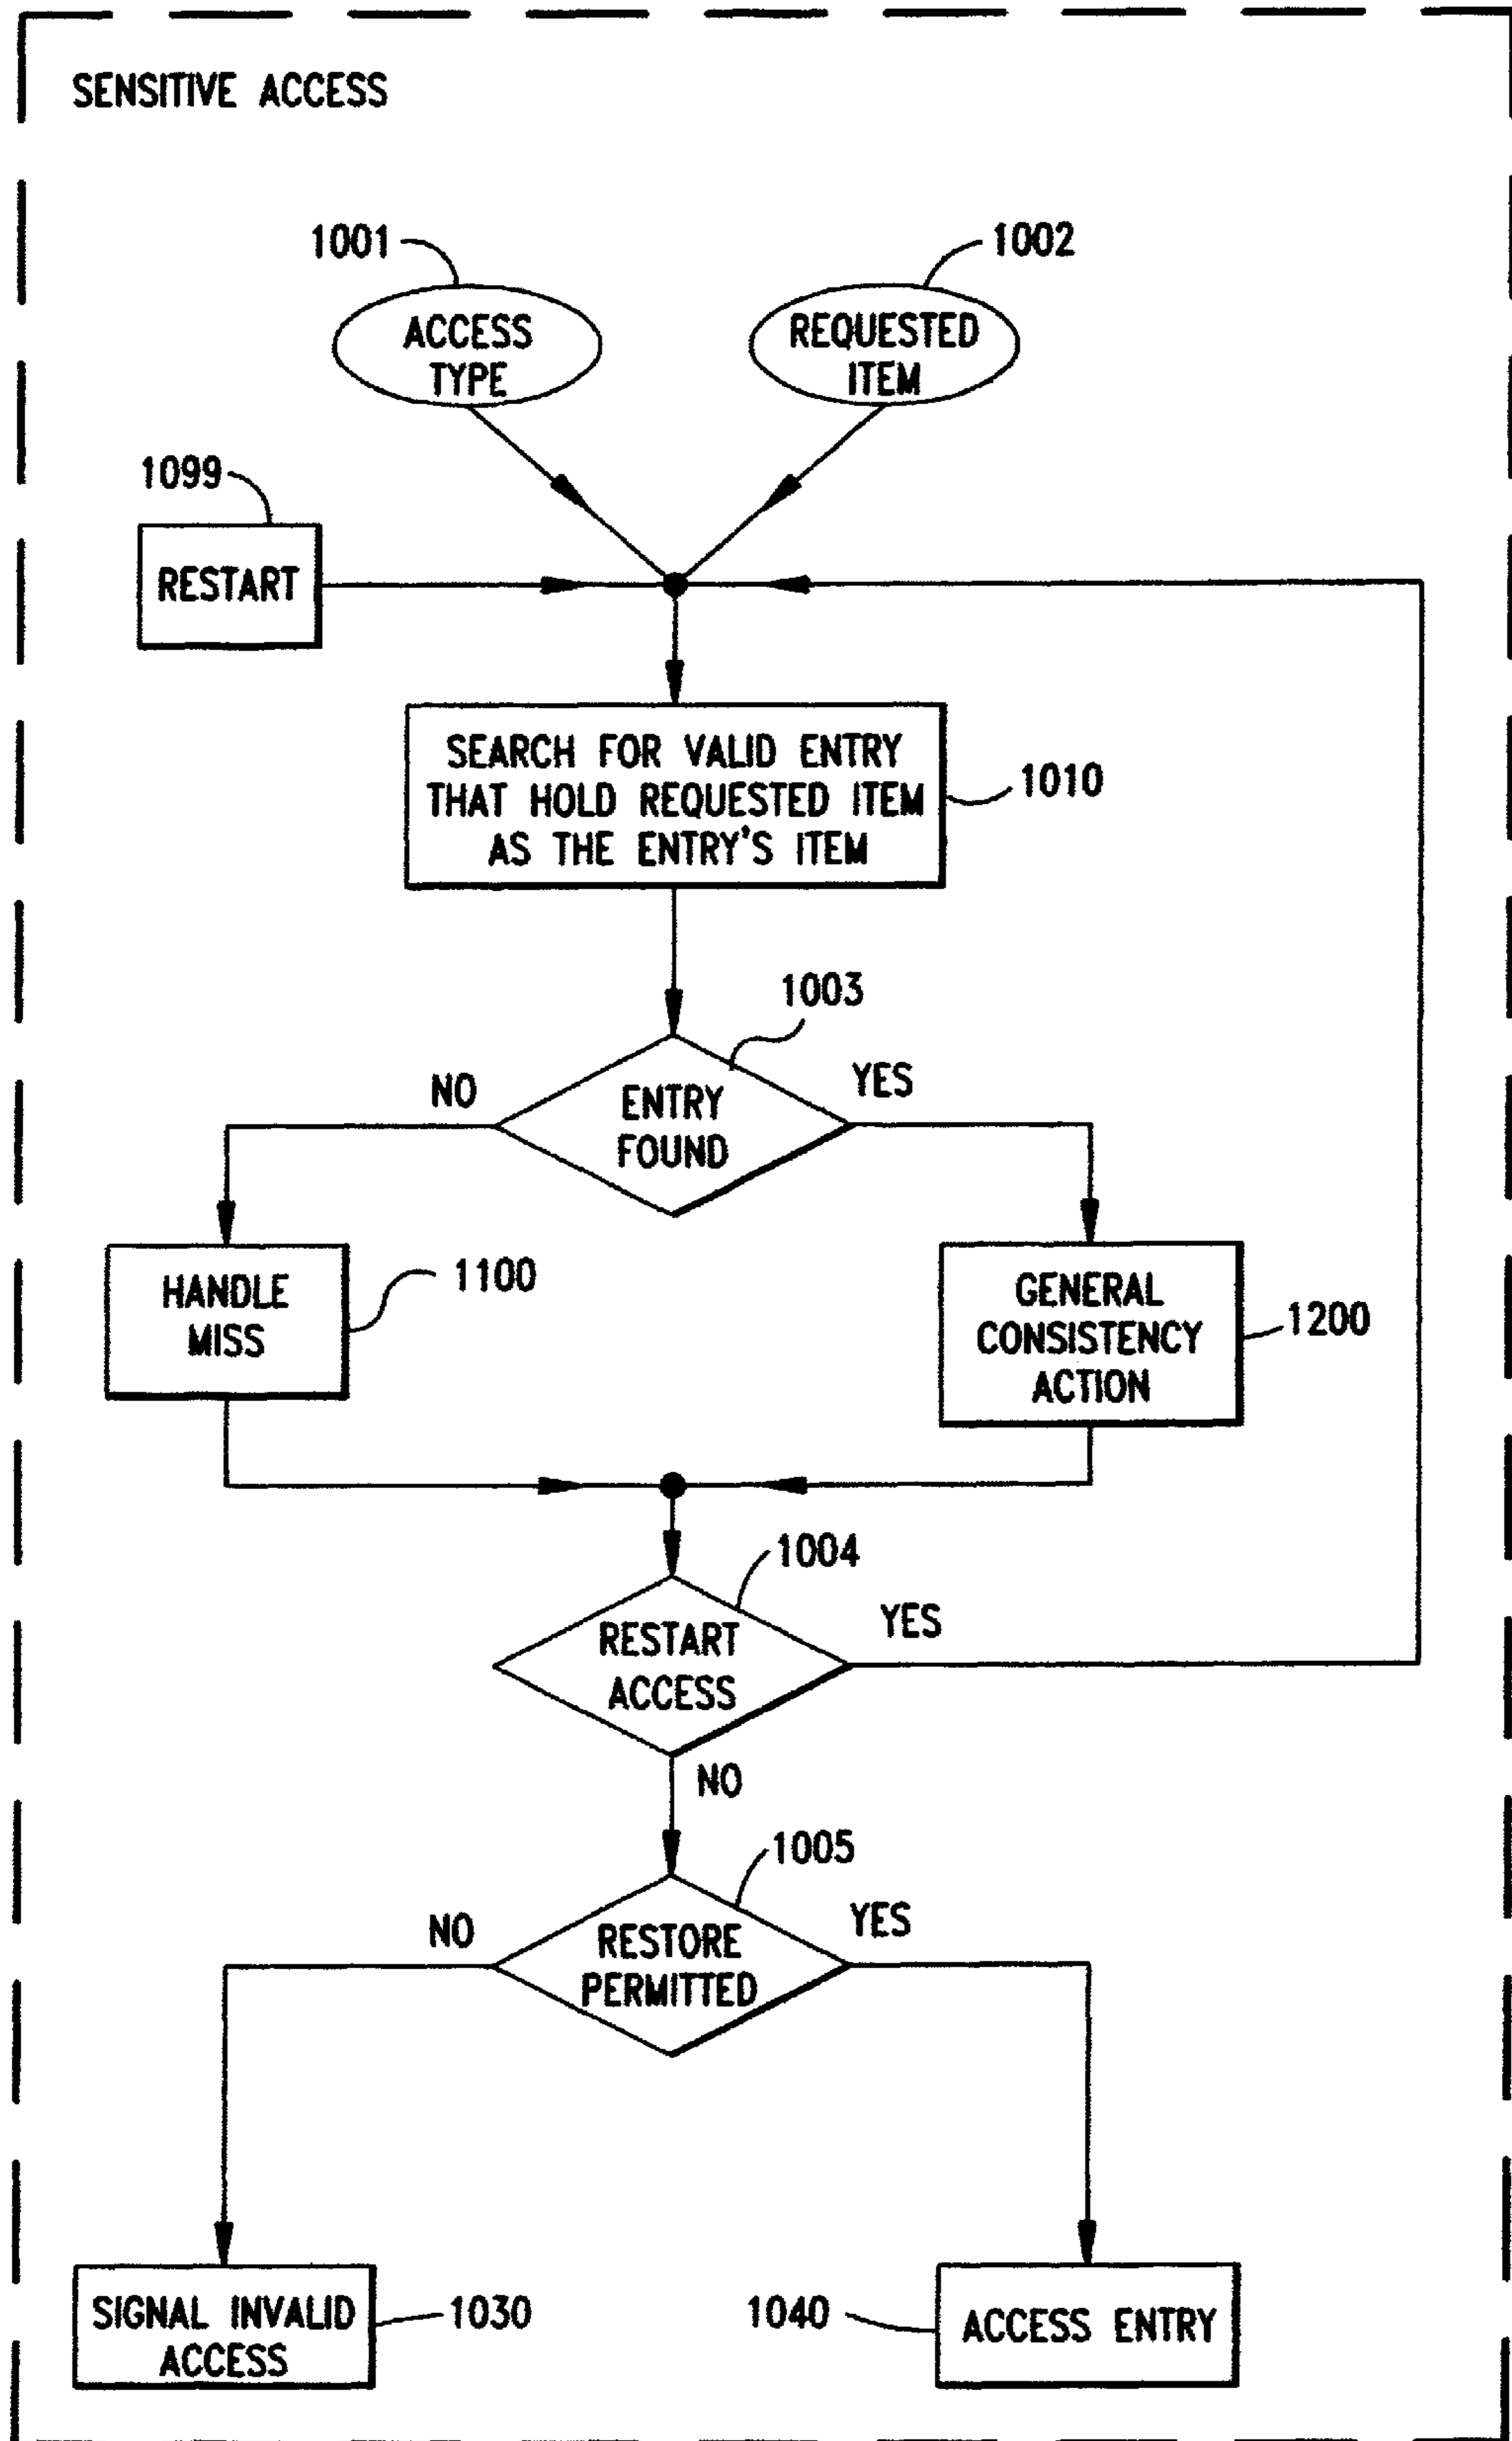 SENSITIVE ACCESS
1001
1002
ACCESS
TYPE
REQUESTED
ITEM
1099
RESTART
SEARCH FOR VALID ENTRY
THAT HOLD REQUESTED ITEM
AS THE ENTRY'S ITEM
1010
1003
NO
YES
ENTRY
FOUND
HANDLE
MISS
1100
GENERAL
CONSISTENCY
ACTION
1200
1004
RESTART
ACCESS
YES
NO
1005
NO
YES
RESTORE
PERMITTED
SIGNAL INVALID
ACCESS
1030
1040
ACCESS ENTRY